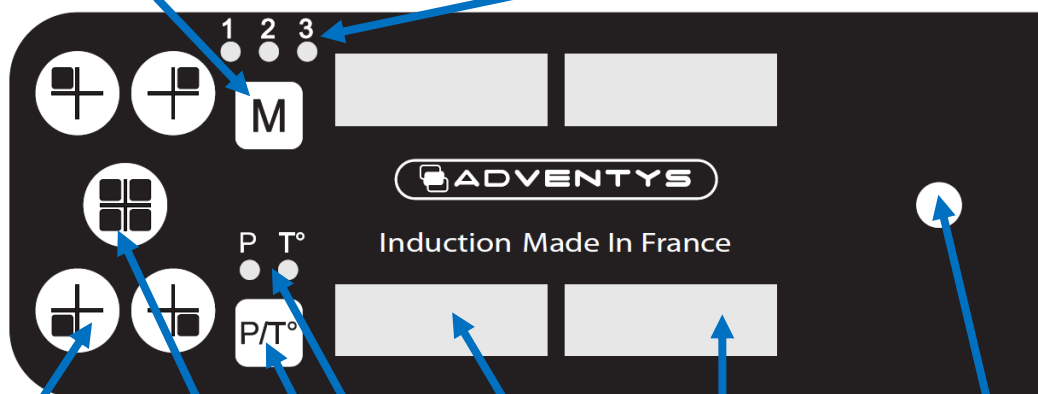 1 2 3
M
ADVENTYS
P T°
Induction Made In France
P/T°